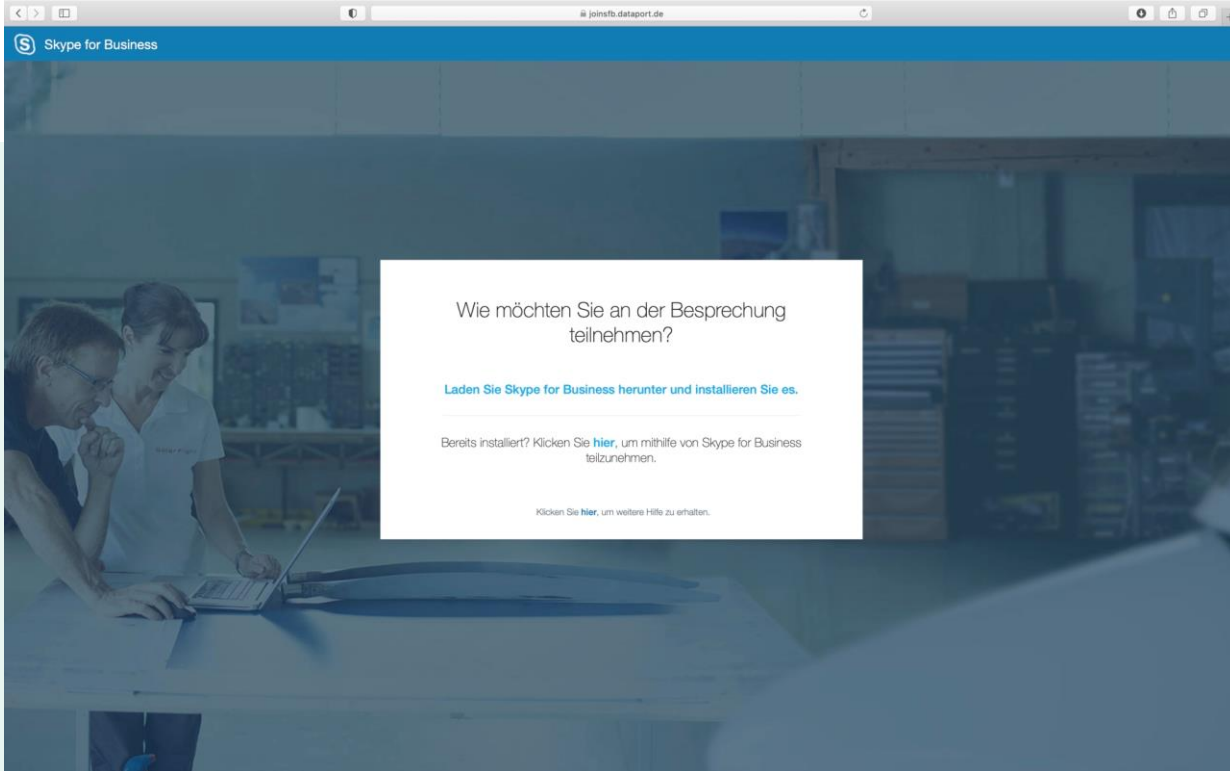 joinsfb.dataport.de
Skype for Business
Wie möchten Sie an der Besprechung
teilnehmen?
Laden Sie Skype for Business herunter und installieren Sie es.
Bereits installiert? Klicken Sie hier, um mithilfe von Skype for Business
teilzunehmen.
Klicken Sie hier, um weitere Hilfe zu erhalten.